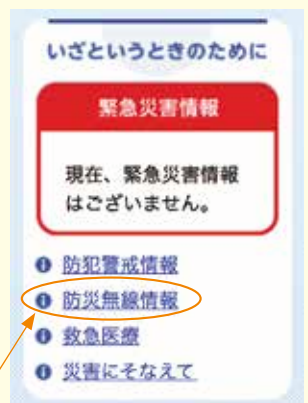 いざというときのために
緊急災害情報
現在、緊急災害情報
はございません。
防犯警戒情報
防災無線情報
救急医療
災害にそなえて